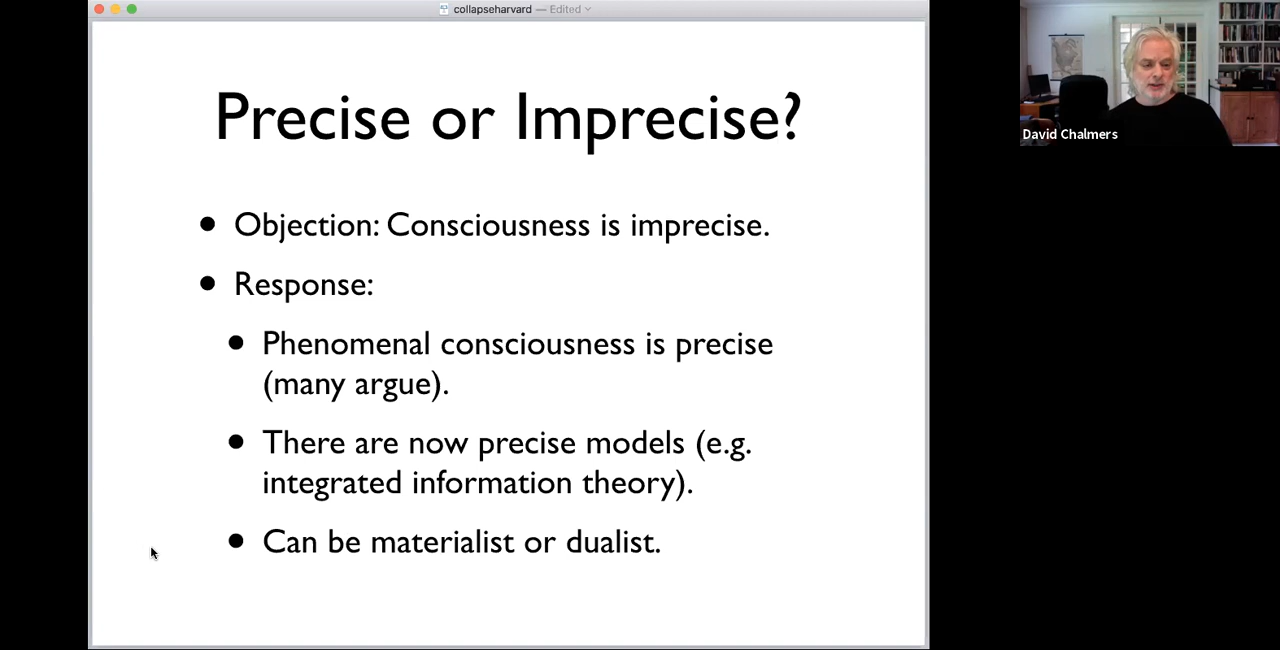 collapseharvard — Edited
Precise or Imprecise?
• Objection: Consciousness is imprecise.
• Response:
• Phenomenal consciousness is precise
(many argue).
• There are now precise models (e.g.
integrated information theory).
• Can be materialist or dualist.
David Chalmers